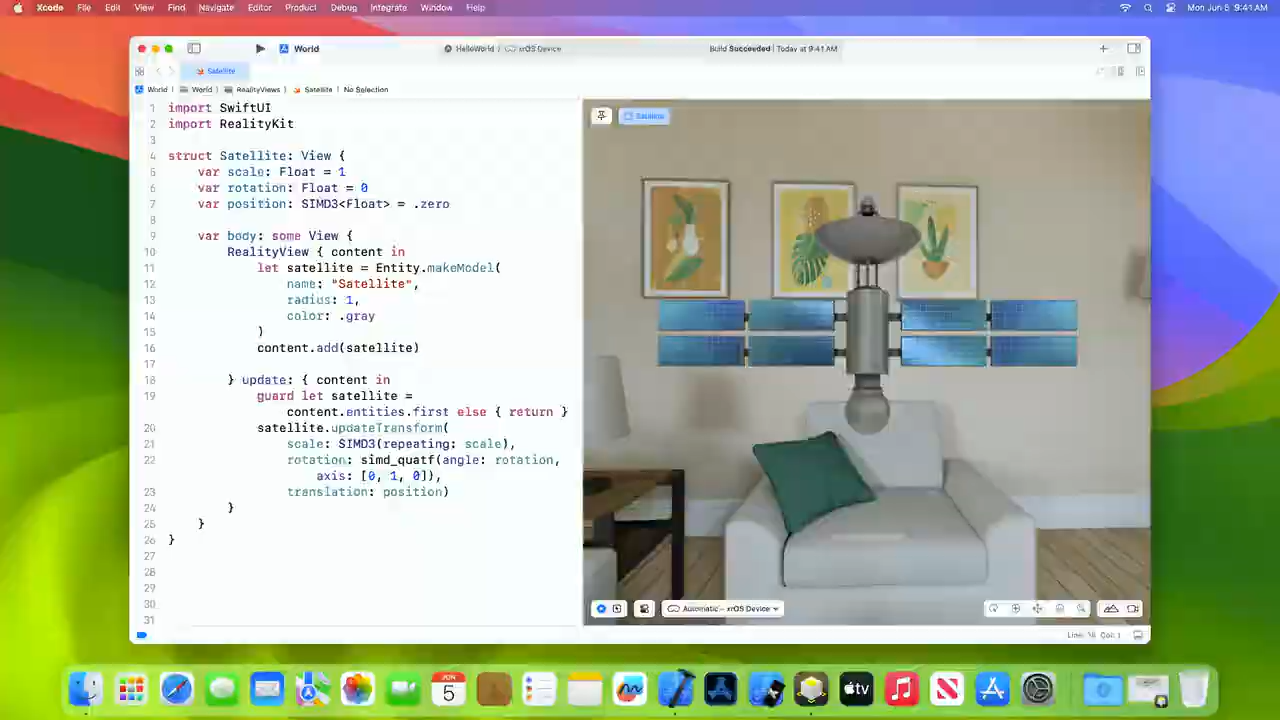 Xcode File Edit View Find Navigate Editor Product Debug Integrate Window Help Mon Jun 5 9:41 AM
World HelloWorld xrOS Device Build Succeeded | Today at 9:41 AM
Satellite
World World RealityViews Satellite No Selection
1 import SwiftUI
2 import RealityKit
3
4 struct Satellite: View {
5 var scale: Float = 1
6 var rotation: Float = 0
7 var position: SIMD3<Float> = .zero
8
9 var body: some View {
10 RealityView { content in
11 let satellite = Entity.makeModel(
12 name: "Satellite",
13 radius: 1,
14 color: .gray
15 )
16 content.add(satellite)
17
18 } update: { content in
19 guard let satellite =
content.entities.first else { return }
20 satellite.updateTransform(
21 scale: SIMD3(repeating: scale),
22 rotation: simd_quatf(angle: rotation,
axis: [0, 1, 0]),
23 translation: position)
24 }
25 }
26 }
27
28
29
30
31
Satellite
Automatic – xrOS Device
Line: 16 Col: 1
JUN
5
tv